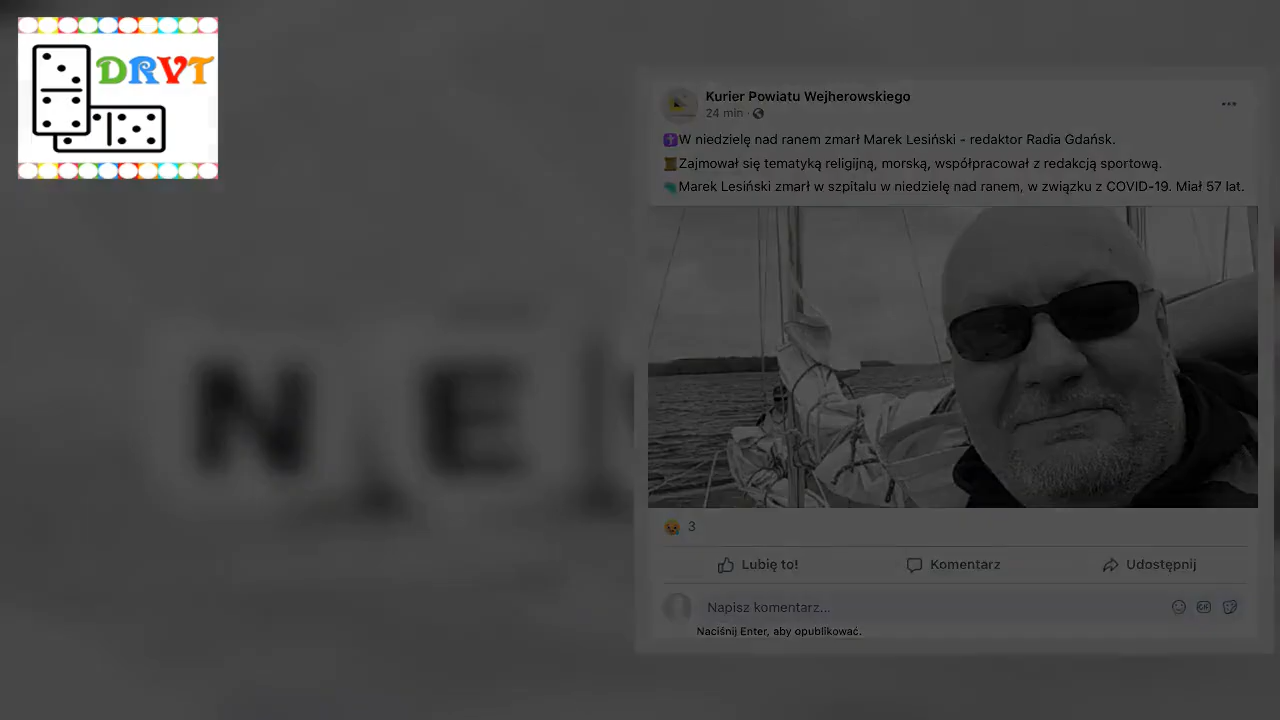 DRVT
Kurier Powiatu Wejherowskiego
24 min
W niedzielę nad ranem zmarł Marek Lesiński - redaktor Radia Gdańsk.
Zajmował się tematyką religijną, morską, współpracował z redakcją sportową.
Marek Lesiński zmarł w szpitalu w niedzielę nad ranem, w związku z COVID-19. Miał 57 lat.
N E
3
Lubię to! Komentarz Udostępnij
Napisz komentarz...
GIF
Naciśnij Enter, aby opublikować.